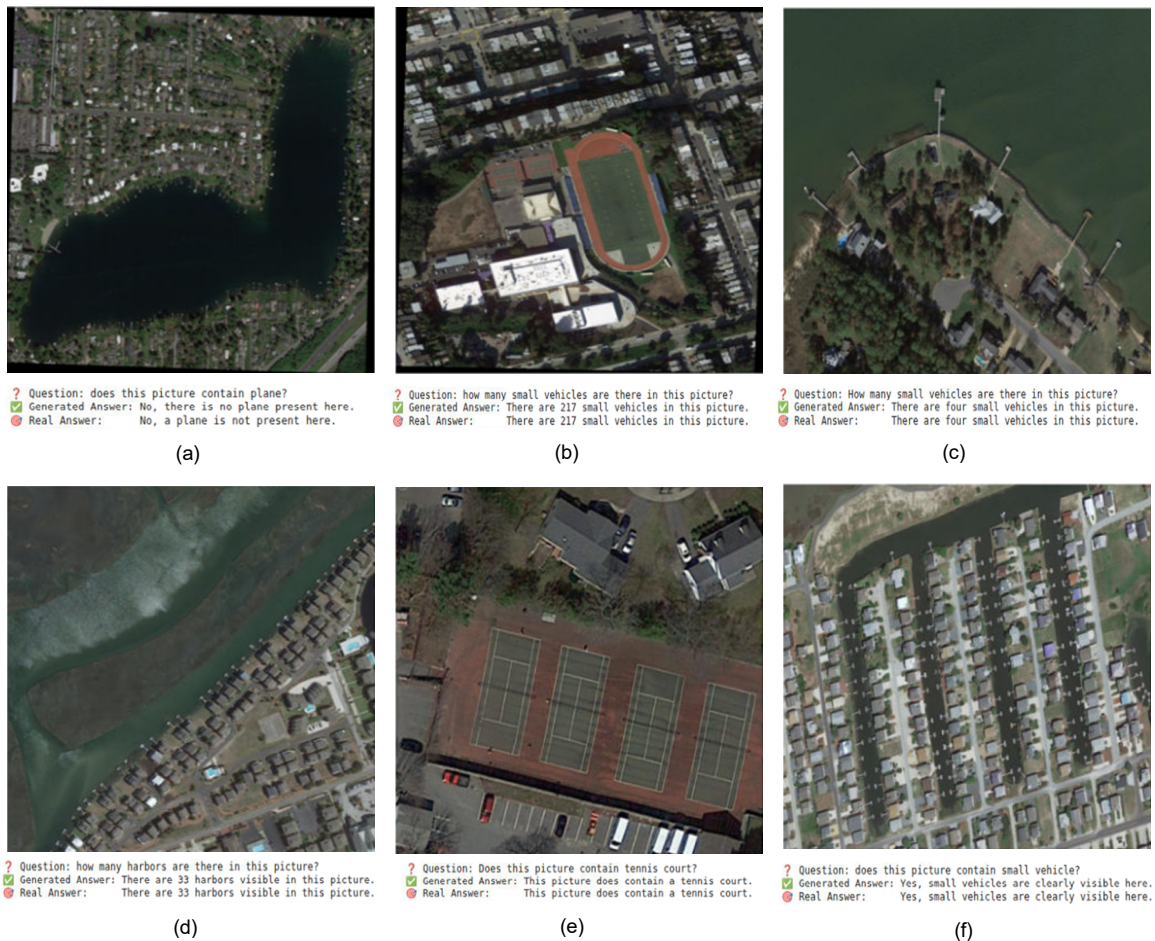 ❓ Question: does this picture contain plane?
✅ Generated Answer: No, there is no plane present here.
🎯 Real Answer: No, a plane is not present here.
(a)
❓ Question: how many small vehicles are there in this picture?
✅ Generated Answer: There are 217 small vehicles in this picture.
🎯 Real Answer: There are 217 small vehicles in this picture.
(b)
❓ Question: How many small vehicles are there in this picture?
✅ Generated Answer: There are four small vehicles in this picture.
🎯 Real Answer: There are four small vehicles in this picture.
(c)
❓ Question: how many harbors are there in this picture?
✅ Generated Answer: There are 33 harbors visible in this picture.
🎯 Real Answer: There are 33 harbors visible in this picture.
(d)
❓ Question: Does this picture contain tennis court?
✅ Generated Answer: This picture does contain a tennis court.
🎯 Real Answer: This picture does contain a tennis court.
(e)
❓ Question: does this picture contain small vehicle?
✅ Generated Answer: Yes, small vehicles are clearly visible here.
🎯 Real Answer: Yes, small vehicles are clearly visible here.
(f)